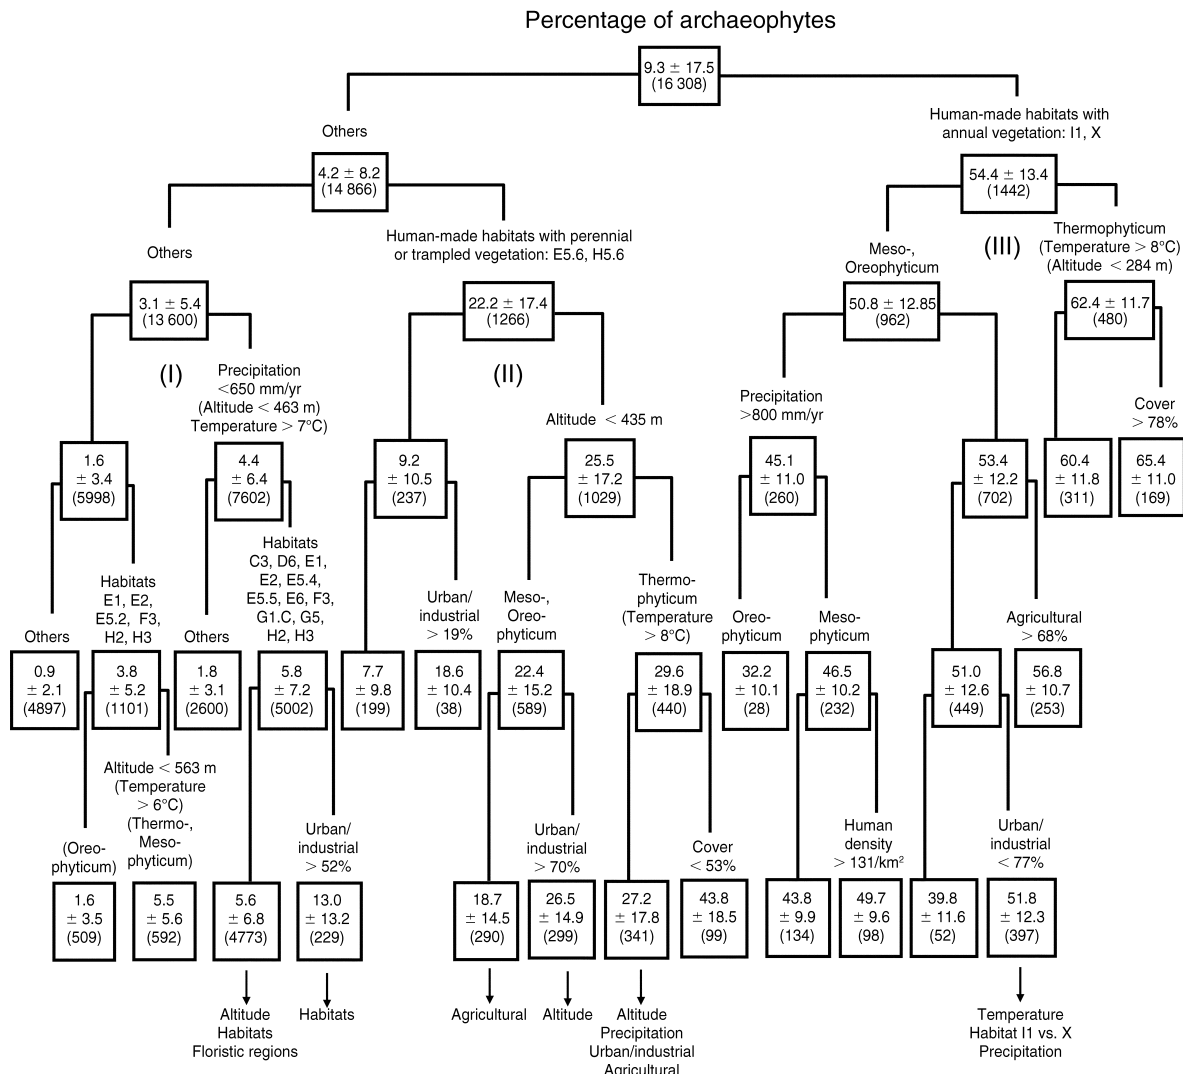 Percentage of archaeophytes
9.3 ± 17.5
(16 308)
Others
Human-made habitats with
annual vegetation: I1, X
4.2 ± 8.2
(14 866)
54.4 ± 13.4
(1442)
Others
Human-made habitats with perennial
or trampled vegetation: E5.6, H5.6
Meso-,
Oreophyticum
(III)
Thermophyticum
(Temperature > 8°C)
(Altitude < 284 m)
3.1 ± 5.4
(13 600)
22.2 ± 17.4
(1266)
50.8 ± 12.85
(962)
62.4 ± 11.7
(480)
(I)
Precipitation
<650 mm/yr
(Altitude < 463 m)
Temperature > 7°C)
(II)
Altitude < 435 m
Precipitation
>800 mm/yr
Cover
> 78%
1.6
± 3.4
(5998)
4.4
± 6.4
(7602)
9.2
± 10.5
(237)
25.5
± 17.2
(1029)
45.1
± 11.0
(260)
53.4
± 12.2
(702)
60.4
± 11.8
(311)
65.4
± 11.0
(169)
Others
Habitats
E1, E2,
E5.2, F3,
H2, H3
Others
Habitats
C3, D6, E1,
E2, E5.4,
E5.5, E6, F3,
G1.C, G5,
H2, H3
Urban/
industrial
> 19%
Meso-,
Oreo-
phyticum
Thermo-
phyticum
(Temperature
> 8°C)
Oreo-
phyticum
Meso-
phyticum
Agricultural
> 68%
0.9
± 2.1
(4897)
3.8
± 5.2
(1101)
1.8
± 3.1
(2600)
5.8
± 7.2
(5002)
7.7
± 9.8
(199)
18.6
± 10.4
(38)
22.4
± 15.2
(589)
29.6
± 18.9
(440)
32.2
± 10.1
(28)
46.5
± 10.2
(232)
51.0
± 12.6
(449)
56.8
± 10.7
(253)
(Oreo-
phyticum)
Altitude < 563 m
(Temperature
> 6°C)
(Thermo-,
Meso-
phyticum)
Urban/
industrial
> 52%
Urban/
industrial
> 70%
Cover
< 53%
Human
density
> 131/km²
Urban/
industrial
< 77%
1.6
± 3.5
(509)
5.5
± 5.6
(592)
5.6
± 6.8
(4773)
13.0
± 13.2
(229)
18.7
± 14.5
(290)
26.5
± 14.9
(299)
27.2
± 17.8
(341)
43.8
± 18.5
(99)
43.8
± 9.9
(134)
49.7
± 9.6
(98)
39.8
± 11.6
(52)
51.8
± 12.3
(397)
Altitude
Habitats
Floristic regions
Habitats
Agricultural
Altitude
Altitude
Precipitation
Urban/industrial
Agricultural
Temperature
Habitat I1 vs. X
Precipitation